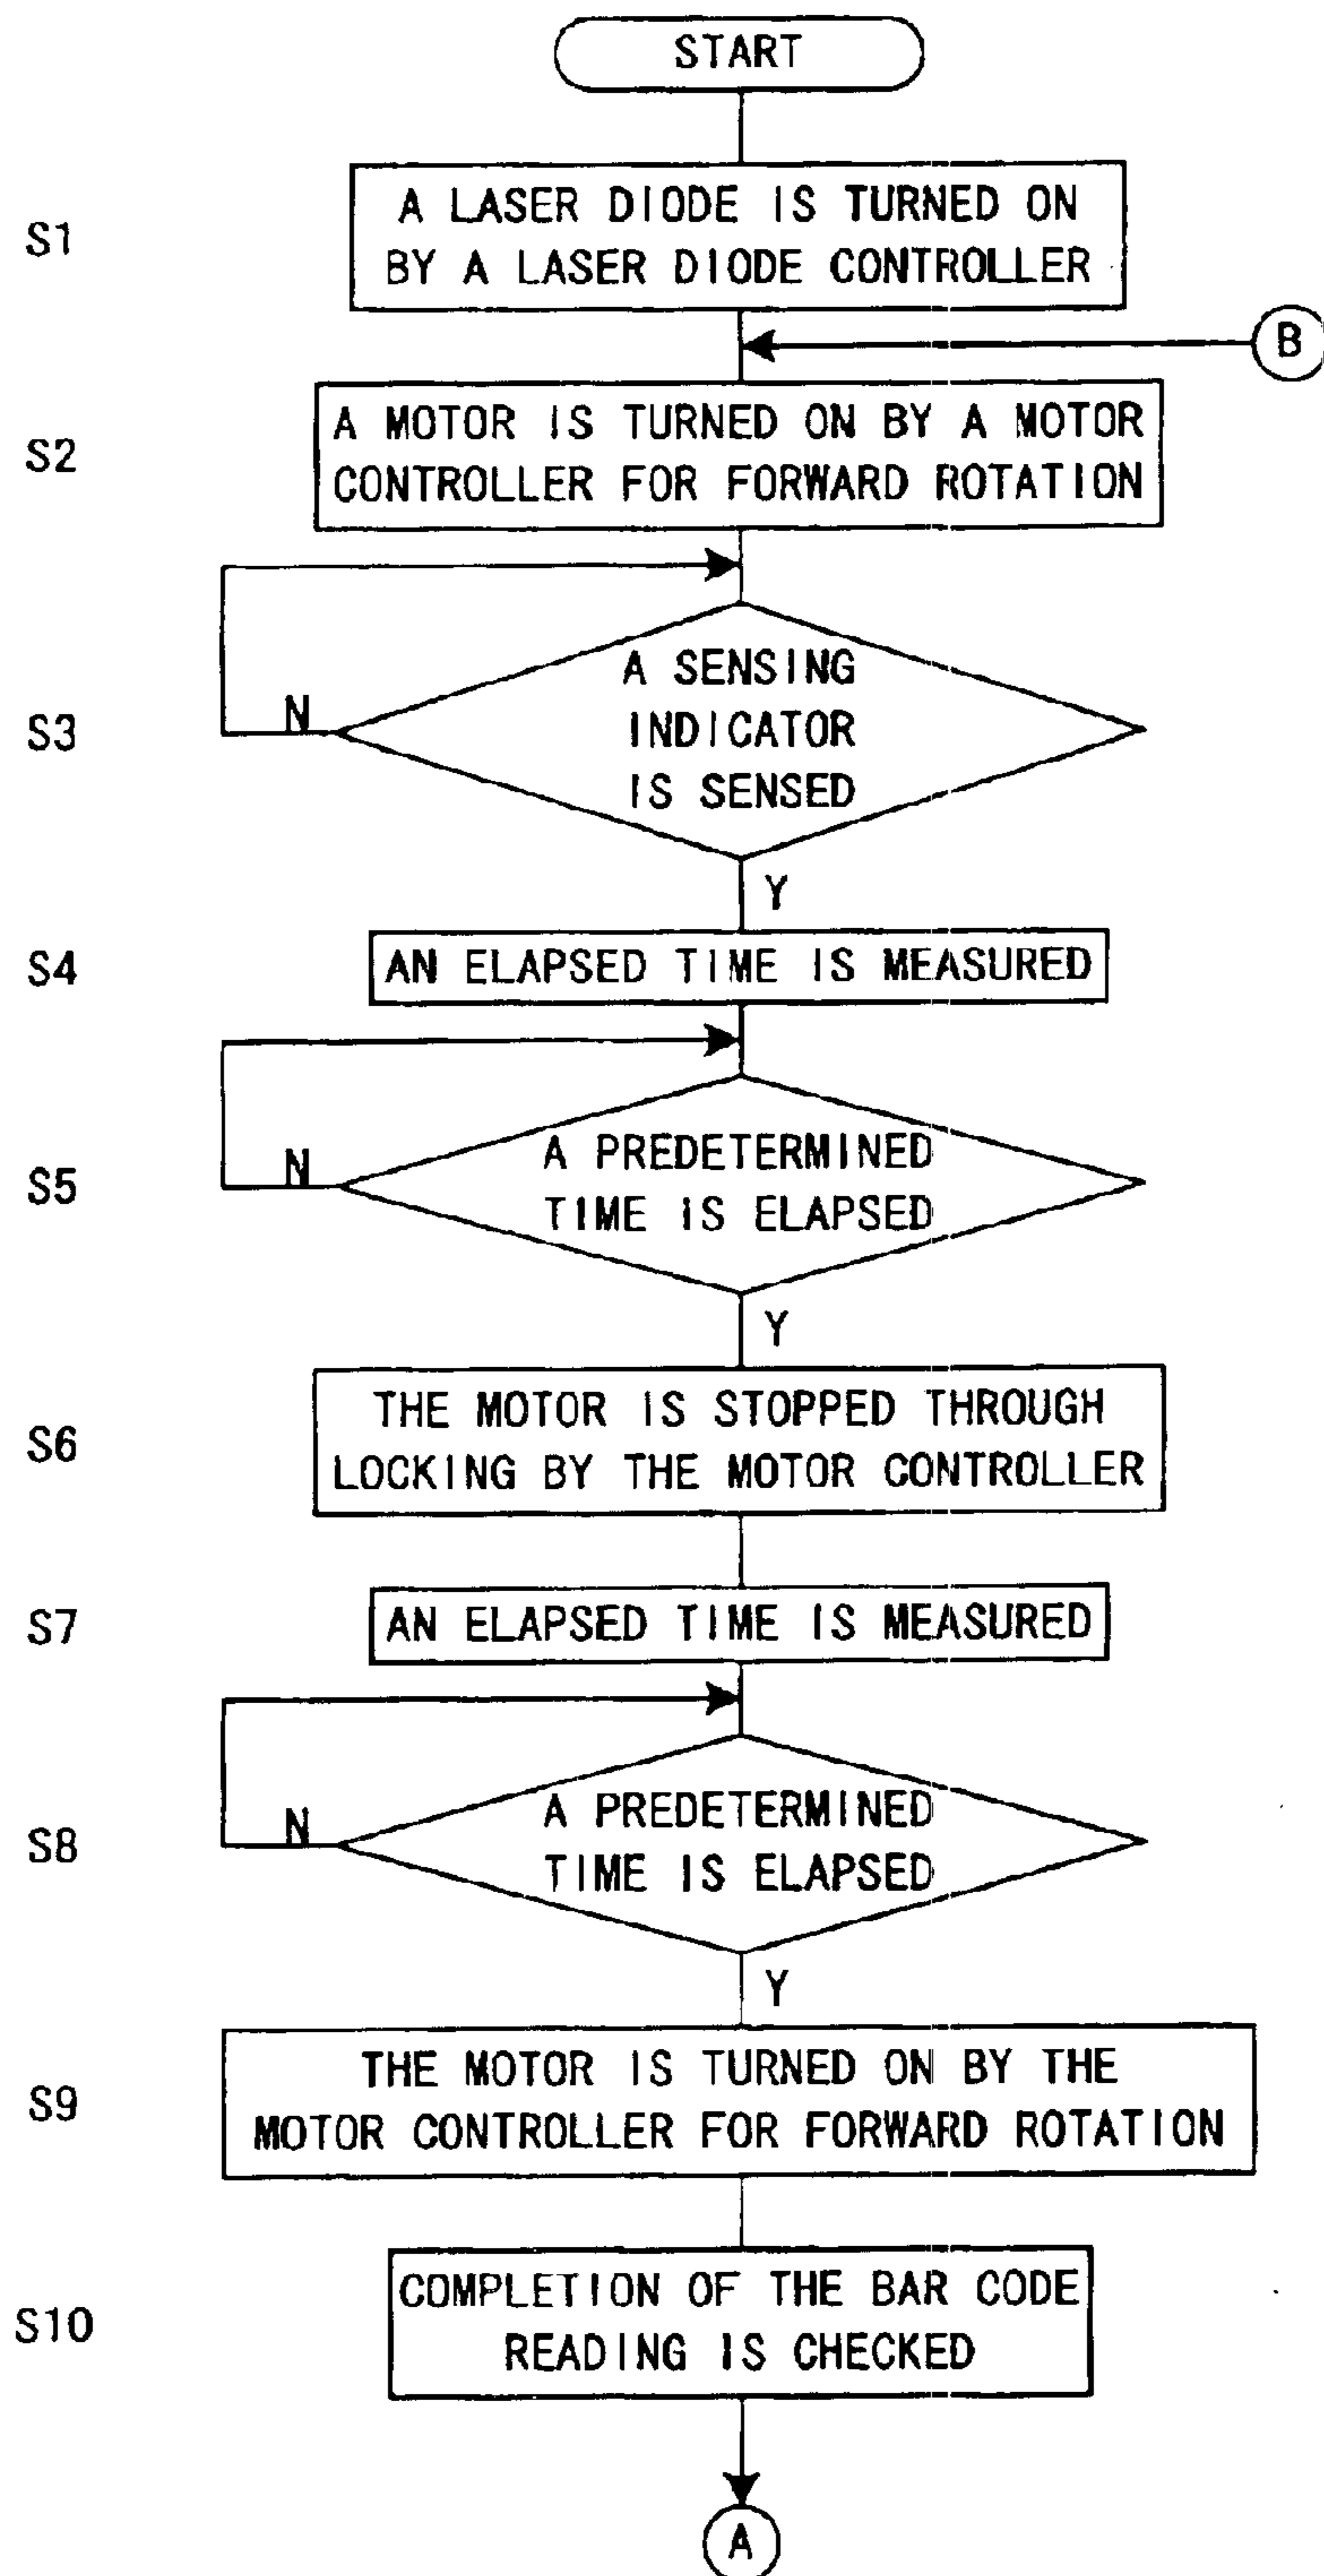 START
S1
A LASER DIODE IS TURNED ON
BY A LASER DIODE CONTROLLER
B
S2
A MOTOR IS TURNED ON BY A MOTOR
CONTROLLER FOR FORWARD ROTATION
S3
N
A SENSING
INDICATOR
IS SENSED
Y
S4
AN ELAPSED TIME IS MEASURED
S5
N
A PREDETERMINED
TIME IS ELAPSED
Y
S6
THE MOTOR IS STOPPED THROUGH
LOCKING BY THE MOTOR CONTROLLER
S7
AN ELAPSED TIME IS MEASURED
S8
N
A PREDETERMINED
TIME IS ELAPSED
Y
S9
THE MOTOR IS TURNED ON BY THE
MOTOR CONTROLLER FOR FORWARD ROTATION
S10
COMPLETION OF THE BAR CODE
READING IS CHECKED
A